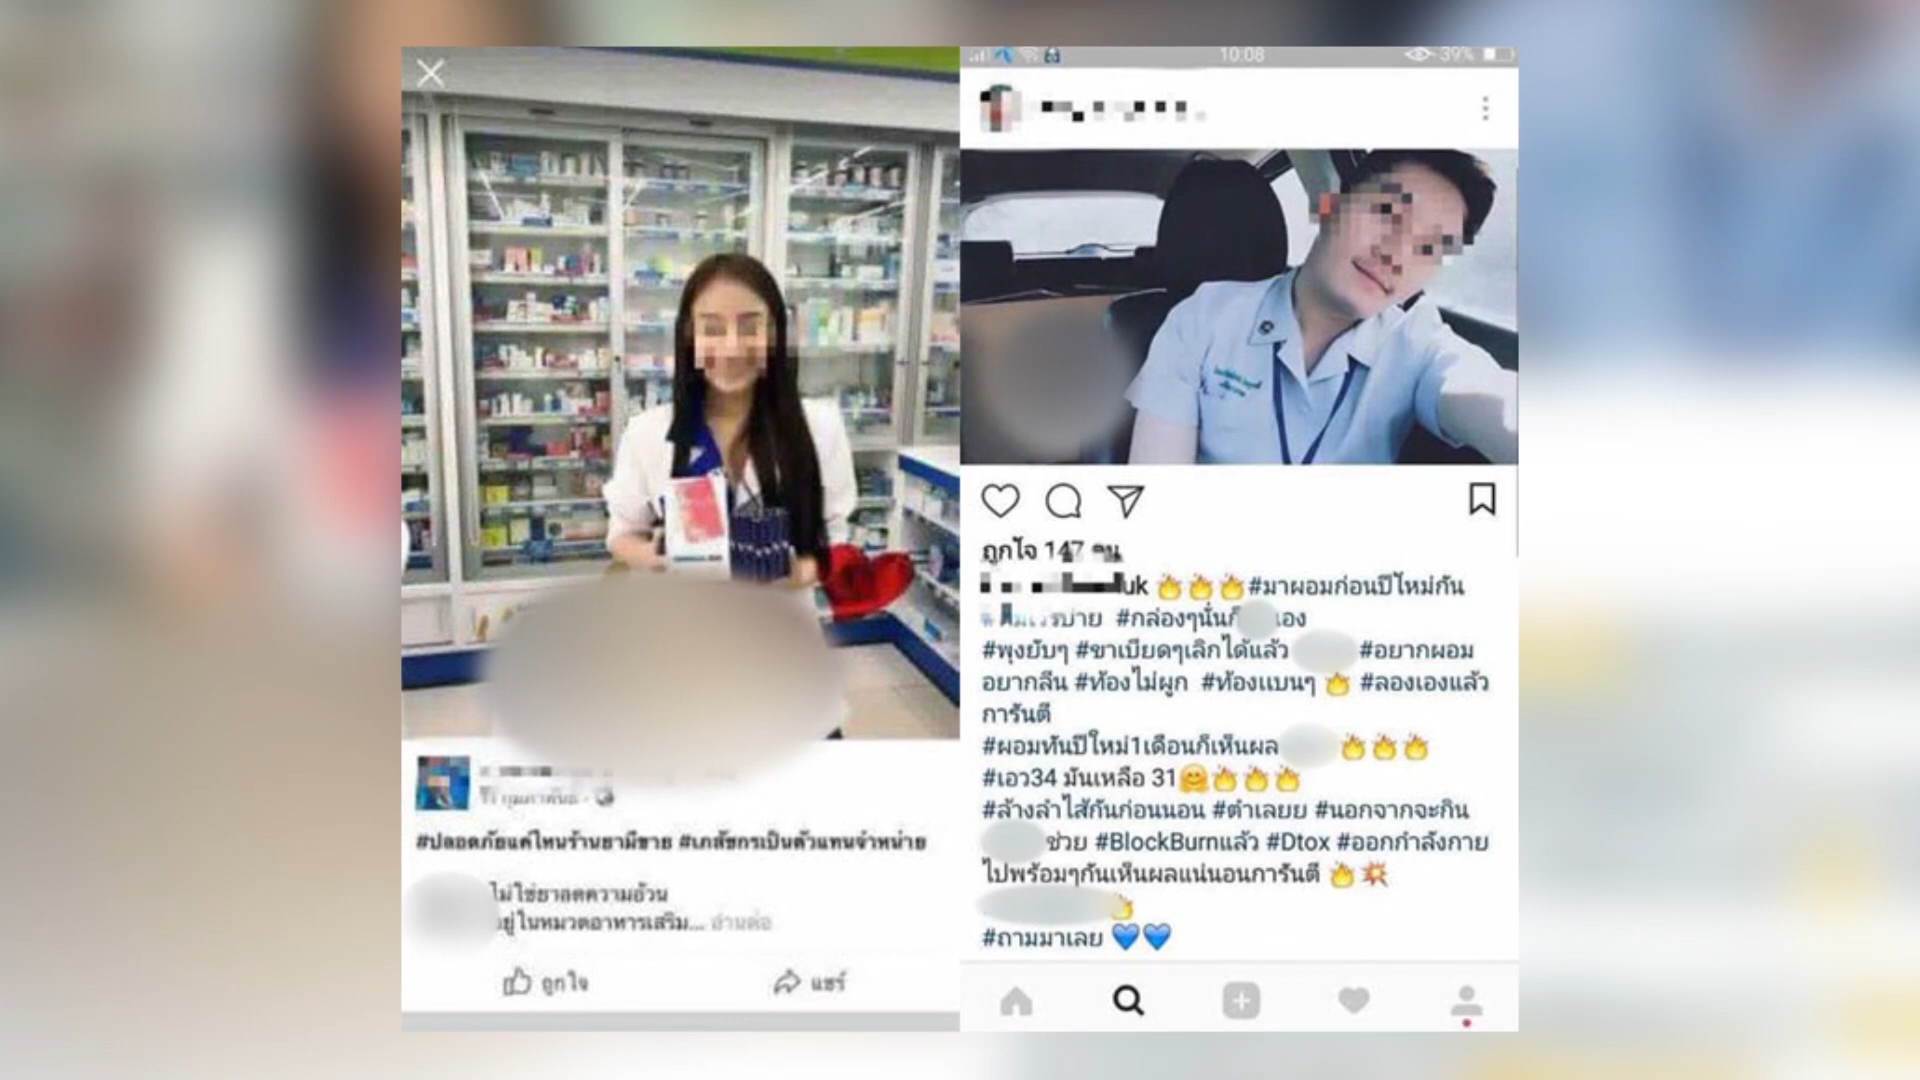 #ปลอดภัยแค่ไหนร้านยามีขาย #เภสัชกรเป็นตัวแทนจำหน่าย
ไม่ใช่ยาลดความอ้วน
อยู่ในหมวดอาหารเสริม... อ่านต่อ
ถูกใจ แชร์
10:08 39%
ถูกใจ 147 คน
uk #มาผอมก่อนปีใหม่กัน
#กล่องๆนั่นก็ เอง
#พุงยับๆ #ขาเบียดๆเลิกได้แล้ว #อยากผอม
อยากลีน #ท้องไม่ผูก #ท้องแบนๆ 🔥 #ลองเองแล้ว
การันตี
#ผอมทันปีใหม่1เดือนก็เห็นผล 🔥🔥🔥
#เอว34 มันเหลือ 31🤗🔥🔥🔥
#ล้างลำไส้กันก่อนนอน #ตำเลยย #นอกจากจะกิน
ช่วย #BlockBurnแล้ว #Dtox #ออกกำลังกาย
ไปพร้อมๆกันเห็นผลแน่นอนการันตี 🔥💥
#ถามมาเลย 💙💙